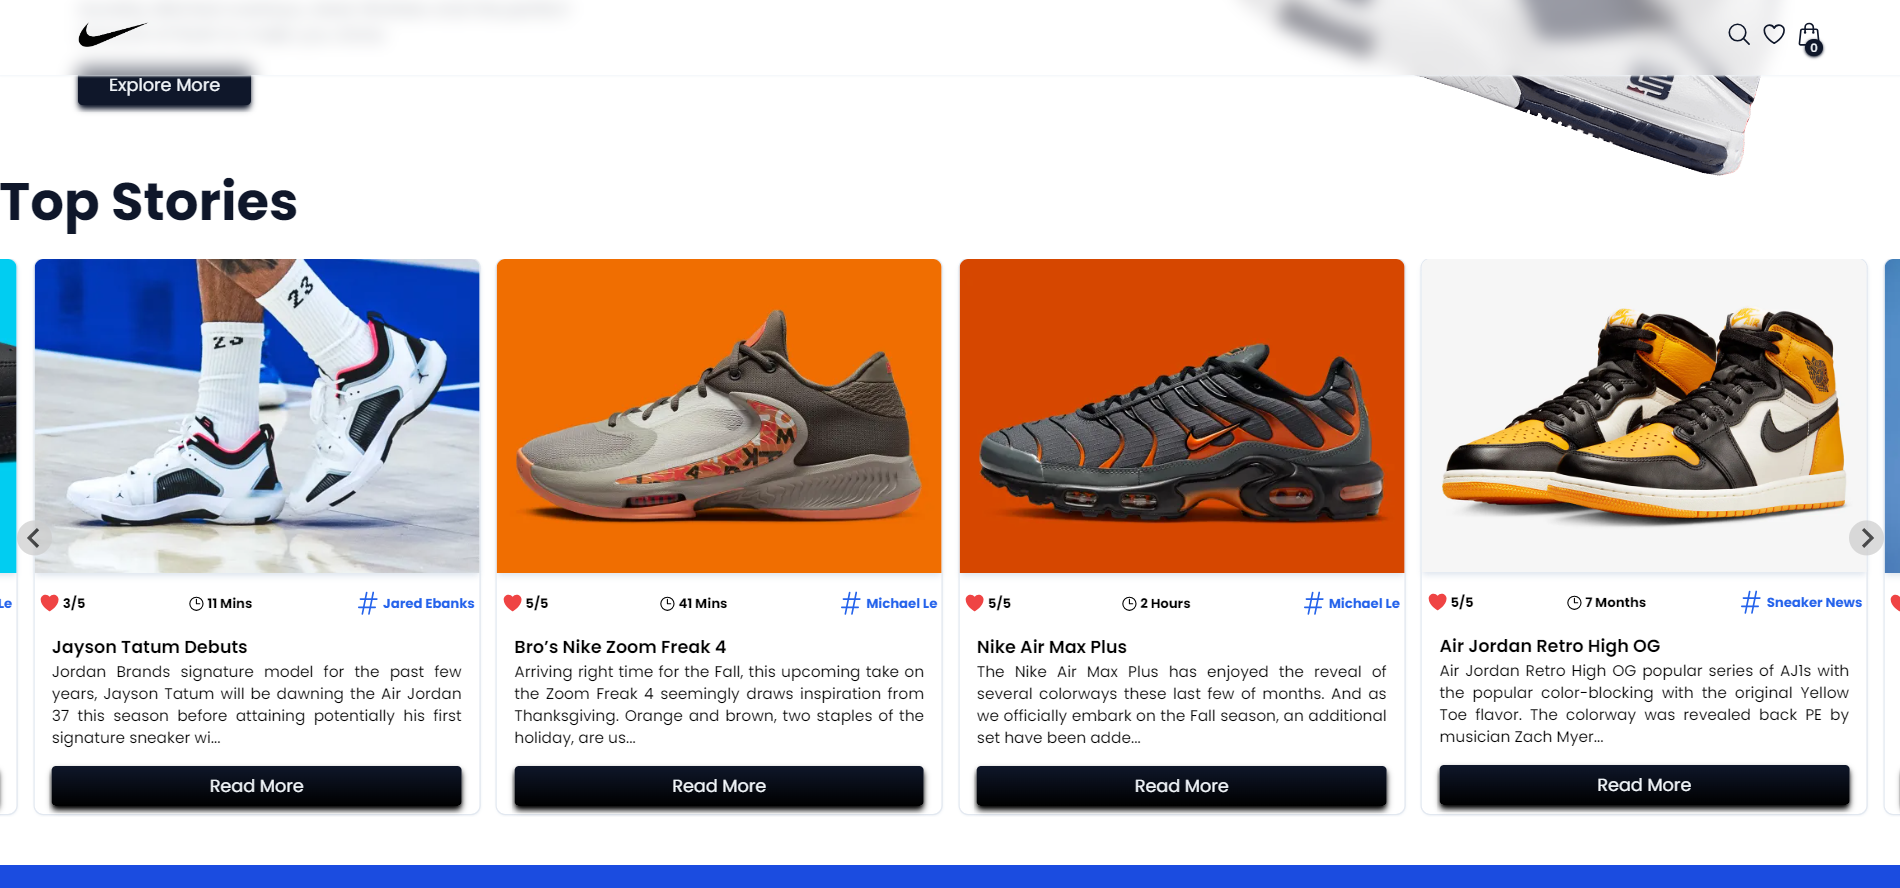 0
Explore More
Top Stories
23
23
Le
3/5
11 Mins
Jared Ebanks
Jayson Tatum Debuts
Jordan Brands signature model for the past few
years, Jayson Tatum will be dawning the Air Jordan
37 this season before attaining potentially his first
signature sneaker wi...
Read More
5/5
41 Mins
Michael Le
Bro’s Nike Zoom Freak 4
Arriving right time for the Fall, this upcoming take on
the Zoom Freak 4 seemingly draws inspiration from
Thanksgiving. Orange and brown, two staples of the
holiday, are us...
Read More
5/5
2 Hours
Michael Le
Nike Air Max Plus
The Nike Air Max Plus has enjoyed the reveal of
several colorways these last few of months. And as
we officially embark on the Fall season, an additional
set have been adde...
Read More
5/5
7 Months
Sneaker News
Air Jordan Retro High OG
Air Jordan Retro High OG popular series of AJ1s with
the popular color-blocking with the original Yellow
Toe flavor. The colorway was revealed back PE by
musician Zach Myer...
Read More